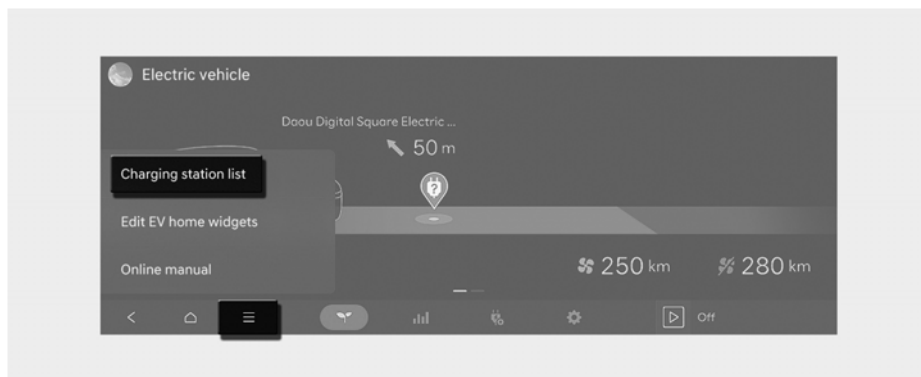 Electric vehicle
Daou Digital Square Electric ...
50 m
Charging station list
Edit EV home widgets
Online manual
250 km
280 km
Off